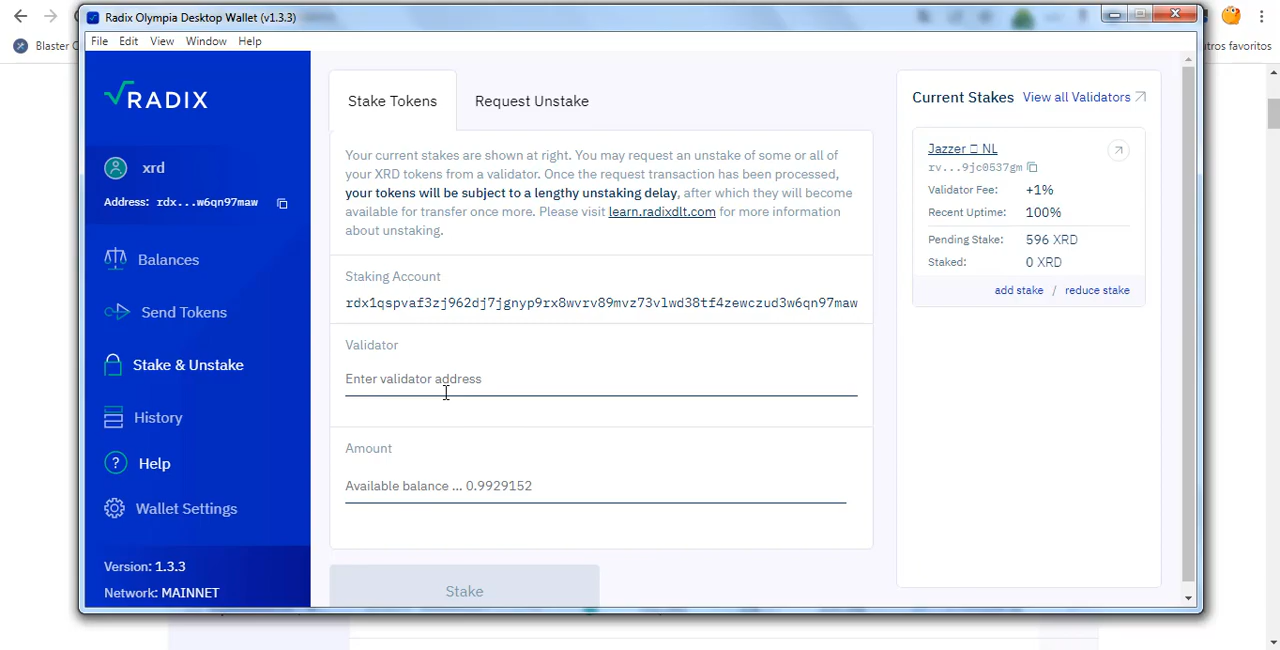 Radix Olympia Desktop Wallet (v1.3.3)
Blaster
utros favoritos
File Edit View Window Help
RADIX
xrd
Address: rdx...w6qn97maw
Balances
Send Tokens
Stake & Unstake
History
? Help
Wallet Settings
Version: 1.3.3
Network: MAINNET
Stake Tokens
Request Unstake
Your current stakes are shown at right. You may request an unstake of some or all of
your XRD tokens from a validator. Once the request transaction has been processed,
your tokens will be subject to a lengthy unstaking delay, after which they will become
available for transfer once more. Please visit learn.radixdlt.com for more information
about unstaking.
Staking Account
rdx1qspvaf3zj962dj7jgnyp9rx8wvrv89mvz73vlwd38tf4zewczud3w6qn97maw
Validator
Enter validator address
Amount
Available balance ... 0.9929152
Stake
Current Stakes View all Validators
Jazzer NL
rv...9jc0537gm
Validator Fee: +1%
Recent Uptime: 100%
Pending Stake: 596 XRD
Staked: 0 XRD
add stake / reduce stake